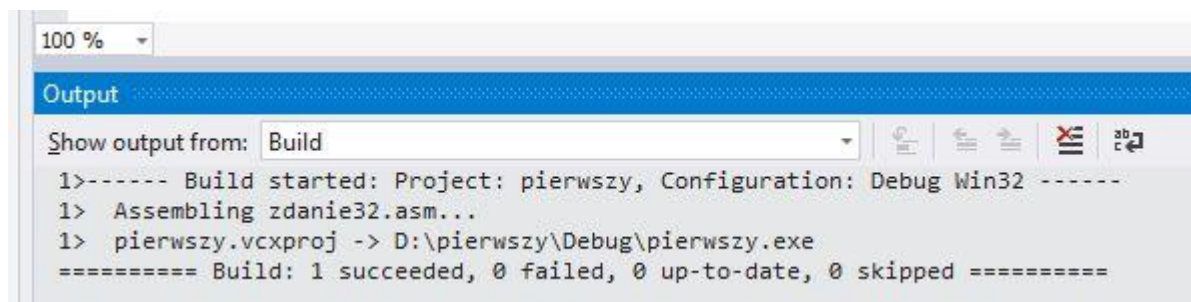 100 %
Output
Show output from: Build
1>------ Build started: Project: pierwszy, Configuration: Debug Win32 ------
1>  Assembling zdanie32.asm...
1>  pierwszy.vcxproj -> D:\pierwszy\Debug\pierwszy.exe
========== Build: 1 succeeded, 0 failed, 0 up-to-date, 0 skipped ==========